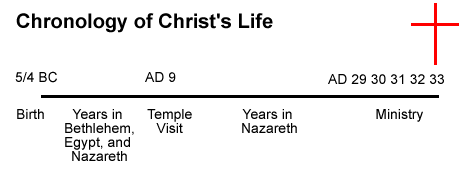 Chronology of Christ's Life
5/4 BC AD 9 AD 29 30 31 32 33
Birth Years in Bethlehem, Egypt, and Nazareth Temple Visit Years in Nazareth Ministry